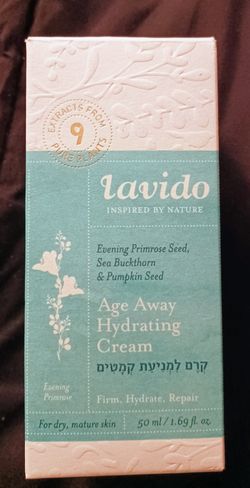 EXTRACTS FROM
9
PURE PLANTS
lavido
INSPIRED BY NATURE
Evening Primrose Seed,
Sea Buckthorn
& Pumpkin Seed
Age Away
Hydrating
Cream
קרם למניעת קמטים
Evening
Primrose
Firm, Hydrate, Repair
For dry, mature skin
50 ml / 1.69 fl. oz.